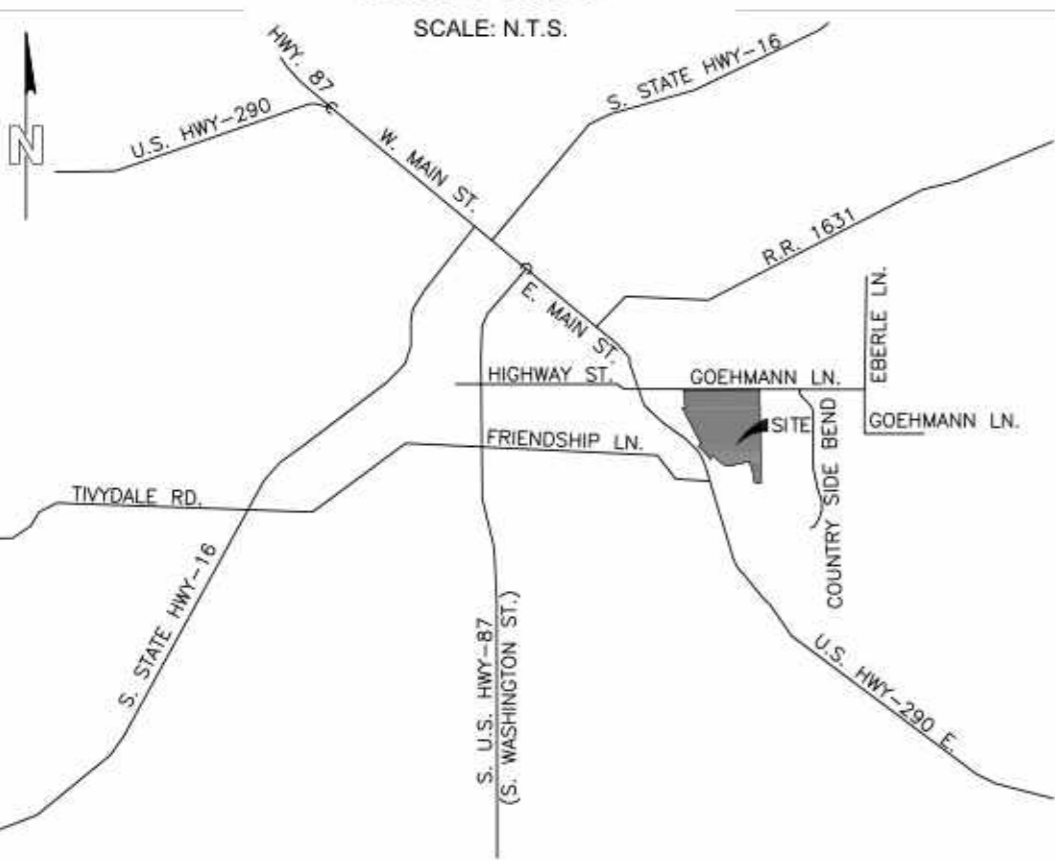 SCALE: N.T.S.
N
HWY. 87
U.S. HWY-290
W. MAIN ST.
S. STATE HWY-16
R.R. 1631
E. MAIN ST.
EBERLE LN.
HIGHWAY ST.
GOEHMANN LN.
GOEHMANN LN.
SITE
COUNTRY SIDE BEND
FRIENDSHIP LN.
TIVYDALE RD.
S. STATE HWY-16
S. U.S. HWY-87
(S. WASHINGTON ST.)
U.S. HWY-290 E.